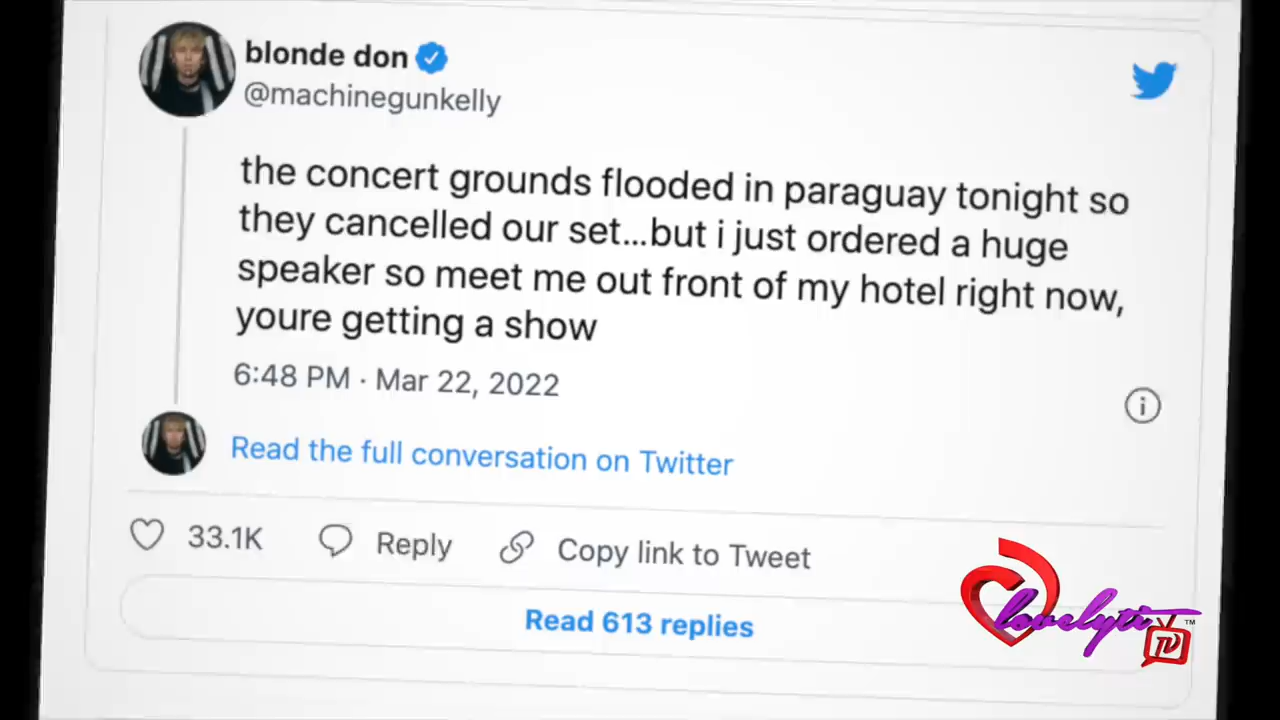 blonde don
@machinegunkelly
the concert grounds flooded in paraguay tonight so
they cancelled our set...but i just ordered a huge
speaker so meet me out front of my hotel right now,
youre getting a show
6:48 PM · Mar 22, 2022
Read the full conversation on Twitter
33.1K Reply Copy link to Tweet
Read 613 replies
lovelyti TV™